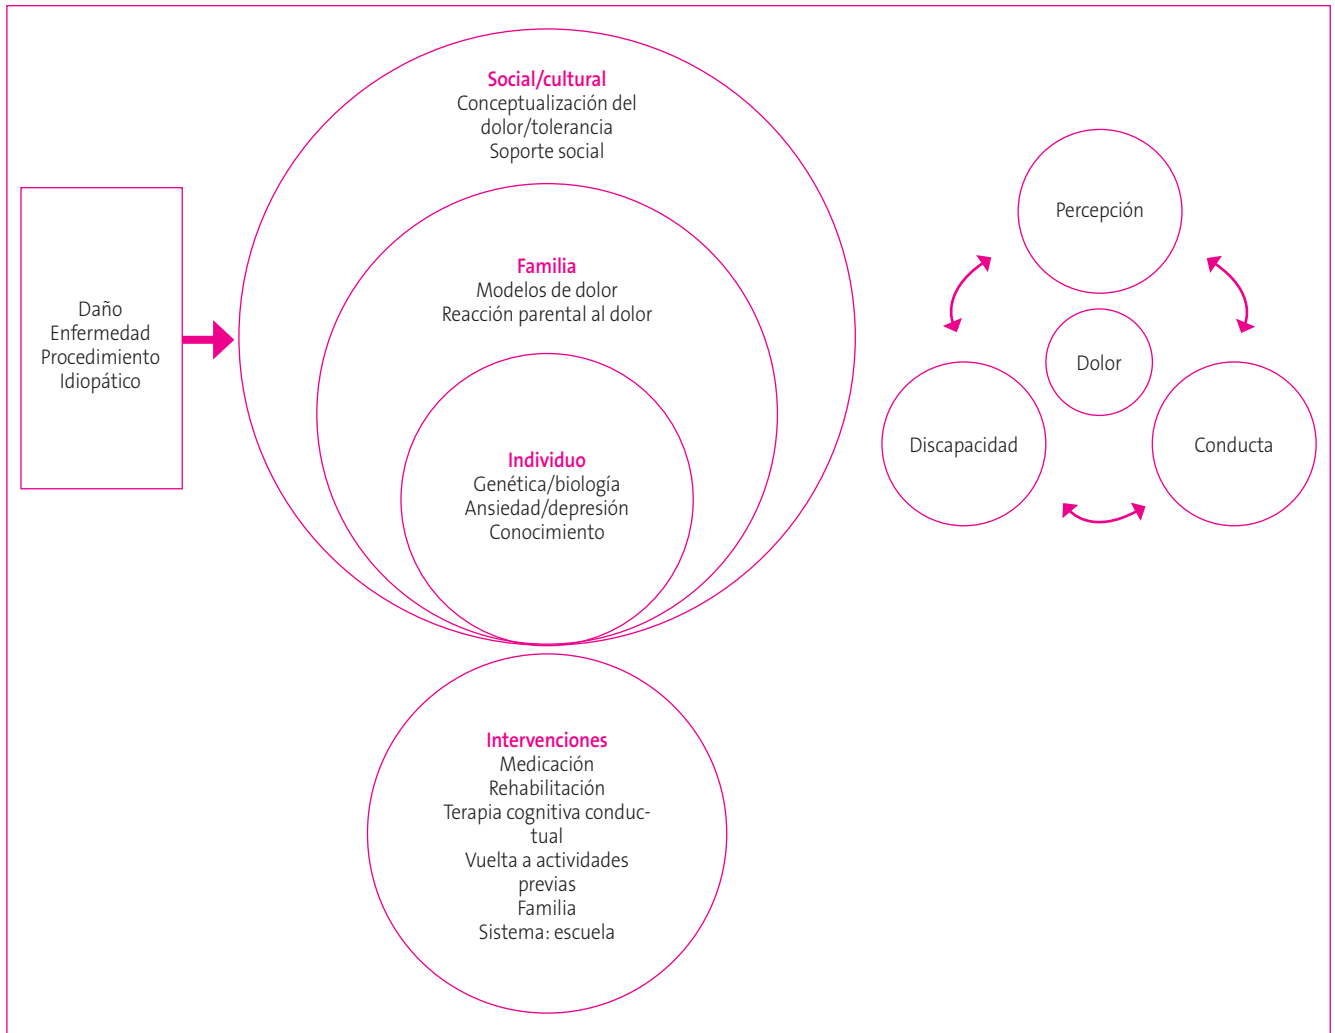 Social/cultural
Conceptualización del
dolor/tolerancia
Soporte social
Daño
Enfermedad
Procedimiento
Idiopático
Familia
Modelos de dolor
Reacción parental al dolor
Individuo
Genética/biología
Ansiedad/depresión
Conocimiento
Intervenciones
Medicación
Rehabilitación
Terapia cognitiva conduc-
tual
Vuelta a actividades
previas
Familia
Sistema: escuela
Percepción
Dolor
Discapacidad
Conducta